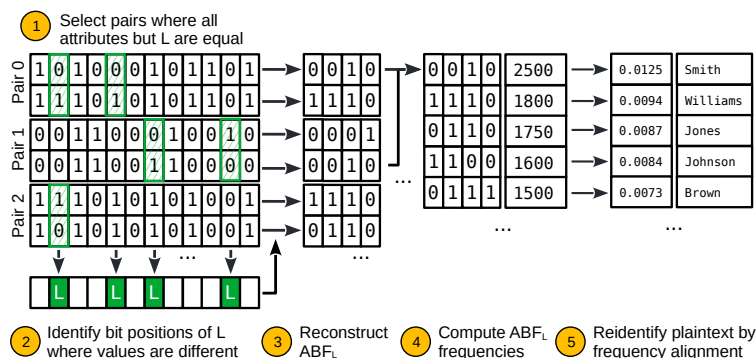 1 Select pairs where all
attributes but L are equal
Pair 0
1 0 1 0 0 0 1 0 1 1 0 1
0 0 1 0
0 0 1 0 2500
0.0125 Smith
1 1 1 0 1 0 1 0 1 1 0 1
1 1 1 0
1 1 1 0 1800
0.0094 Williams
Pair 1
0 0 1 1 0 0 0 1 0 0 1 0
0 0 0 1
0 1 1 0 1750
0.0087 Jones
0 0 1 1 0 0 1 1 0 0 0 0
0 0 1 0
1 1 0 0 1600
0.0084 Johnson
...
Pair 2
1 1 1 0 1 0 1 0 1 0 0 1
1 1 1 0
0 1 1 1 1500
0.0073 Brown
1 0 1 0 1 0 1 0 1 0 0 1
0 1 1 0
...
...
...
...
L L L L
2 Identify bit positions of L
where values are different
3 Reconstruct
ABFL
4 Compute ABFL
frequencies
5 Reidentify plaintext by
frequency alignment